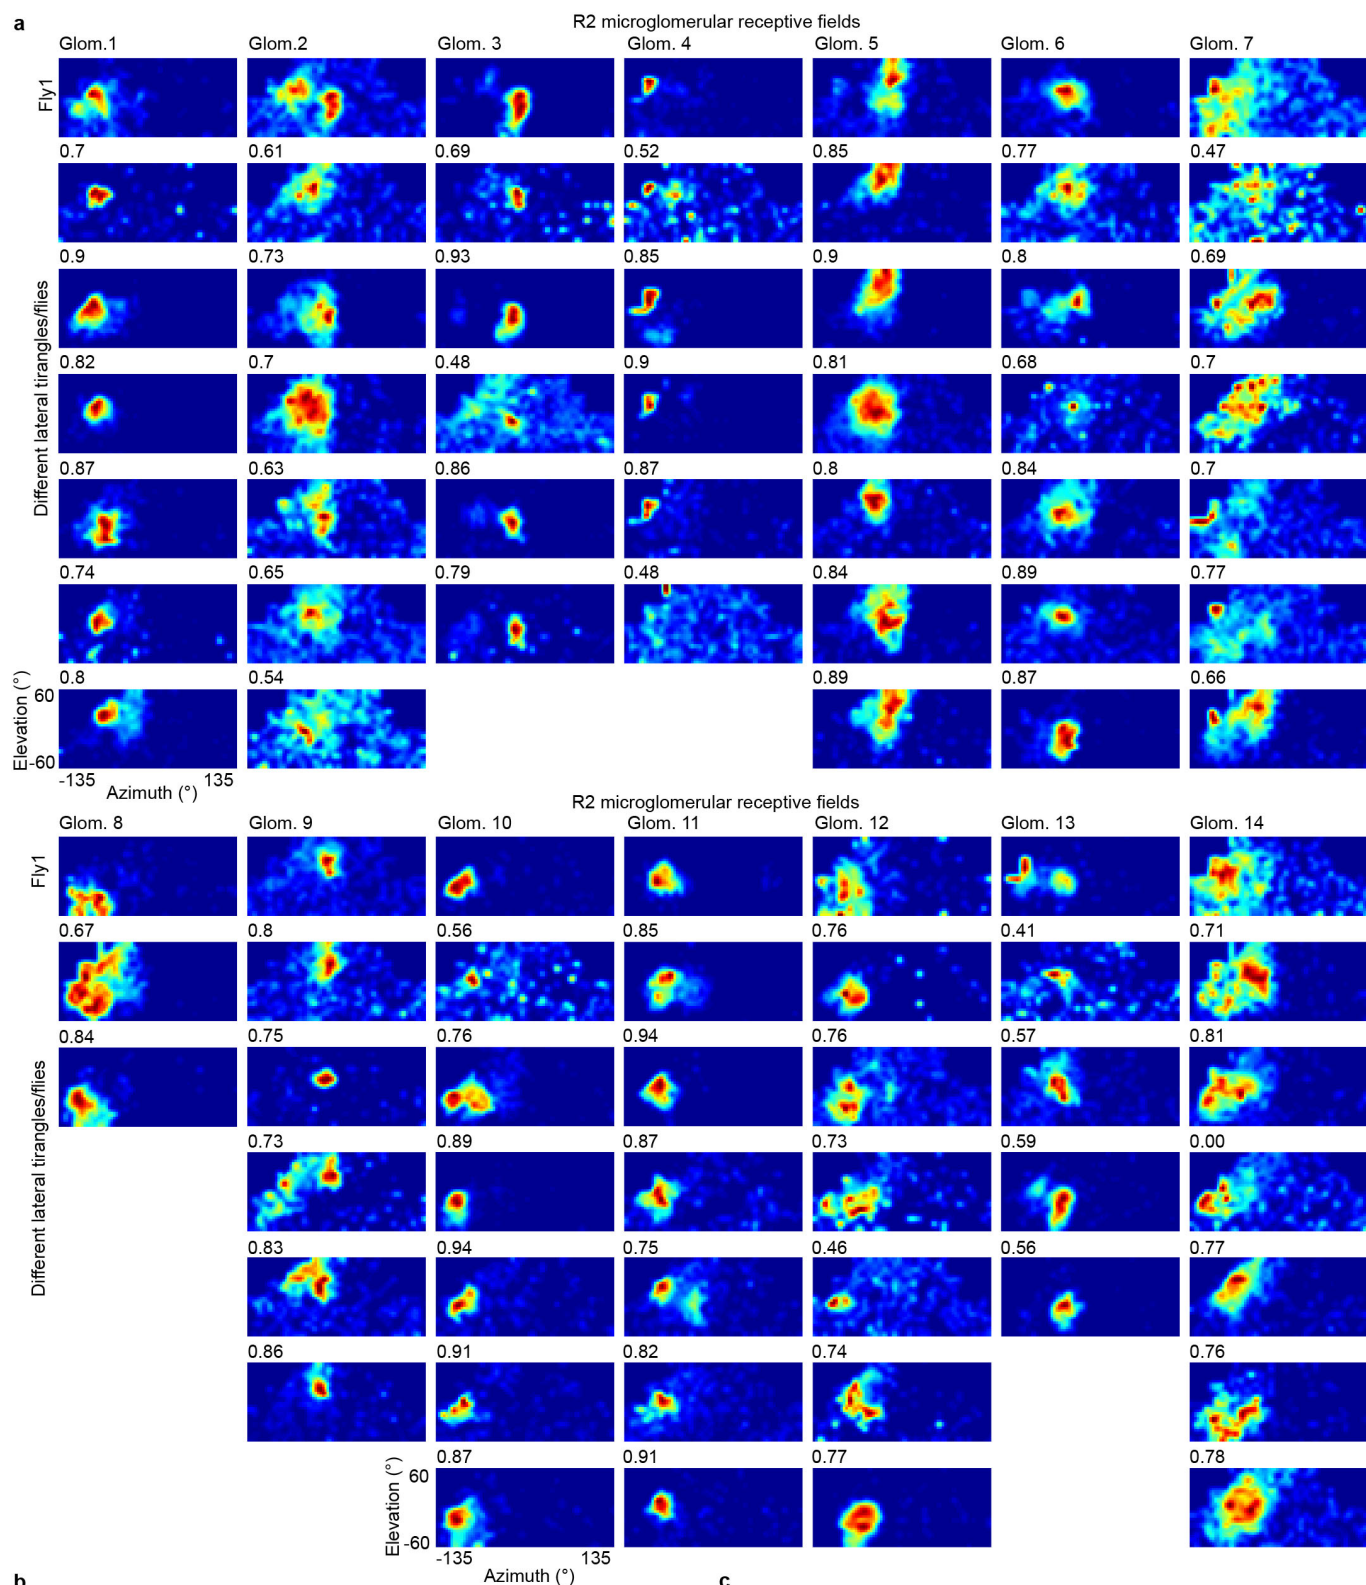 a
R2 microglomerular receptive fields
Glom.1 Glom.2 Glom. 3 Glom. 4 Glom. 5 Glom. 6 Glom. 7
Fly1
0.7 0.61 0.69 0.52 0.85 0.77 0.47
0.9 0.73 0.93 0.85 0.9 0.8 0.69
Different lateral tirangles/flies
0.82 0.7 0.48 0.9 0.81 0.68 0.7
0.87 0.63 0.86 0.87 0.8 0.84 0.7
0.74 0.65 0.79 0.48 0.84 0.89 0.77
0.8 0.54 0.89 0.87 0.66
Elevation (°)
60
-60
-135 135
Azimuth (°)
R2 microglomerular receptive fields
Glom. 8 Glom. 9 Glom. 10 Glom. 11 Glom. 12 Glom. 13 Glom. 14
Fly1
0.67 0.8 0.56 0.85 0.76 0.41 0.71
0.84 0.75 0.76 0.94 0.76 0.57 0.81
Different lateral tirangles/flies
0.73 0.89 0.87 0.73 0.59 0.00
0.83 0.94 0.75 0.46 0.56 0.77
0.86 0.91 0.82 0.74 0.76
0.87 0.91 0.77 0.78
Elevation (°)
60
-60
-135 135
Azimuth (°)
b c